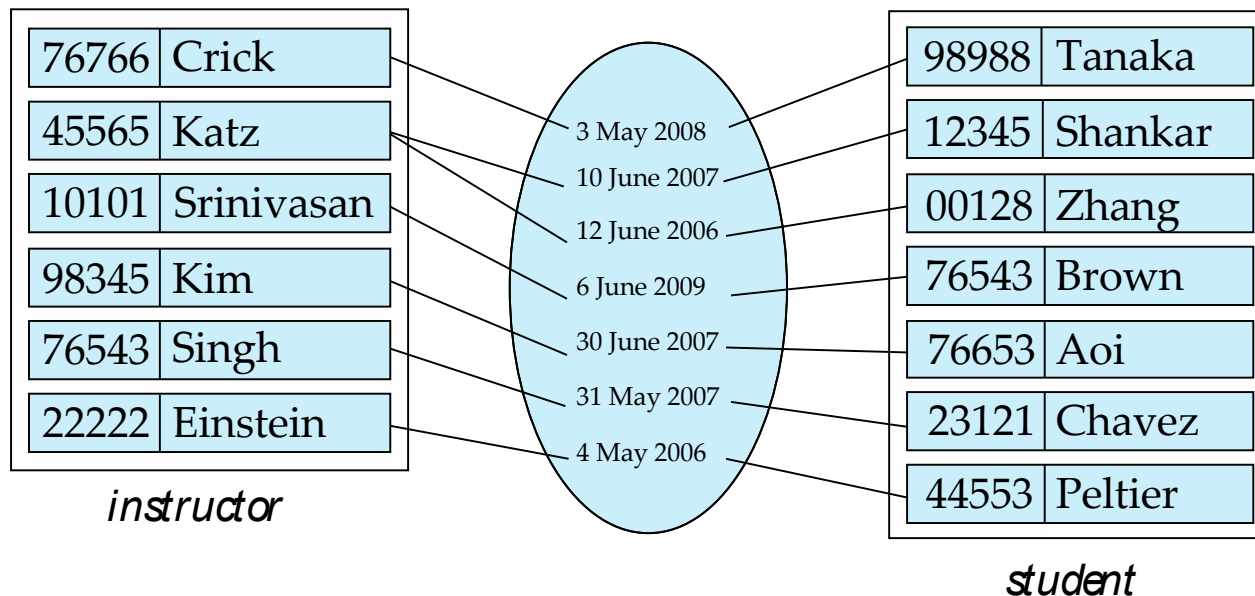 76766 Crick
45565 Katz
10101 Srinivasan
98345 Kim
76543 Singh
22222 Einstein
instructor
3 May 2008
10 June 2007
12 June 2006
6 June 2009
30 June 2007
31 May 2007
4 May 2006
98988 Tanaka
12345 Shankar
00128 Zhang
76543 Brown
76653 Aoi
23121 Chavez
44553 Peltier
student